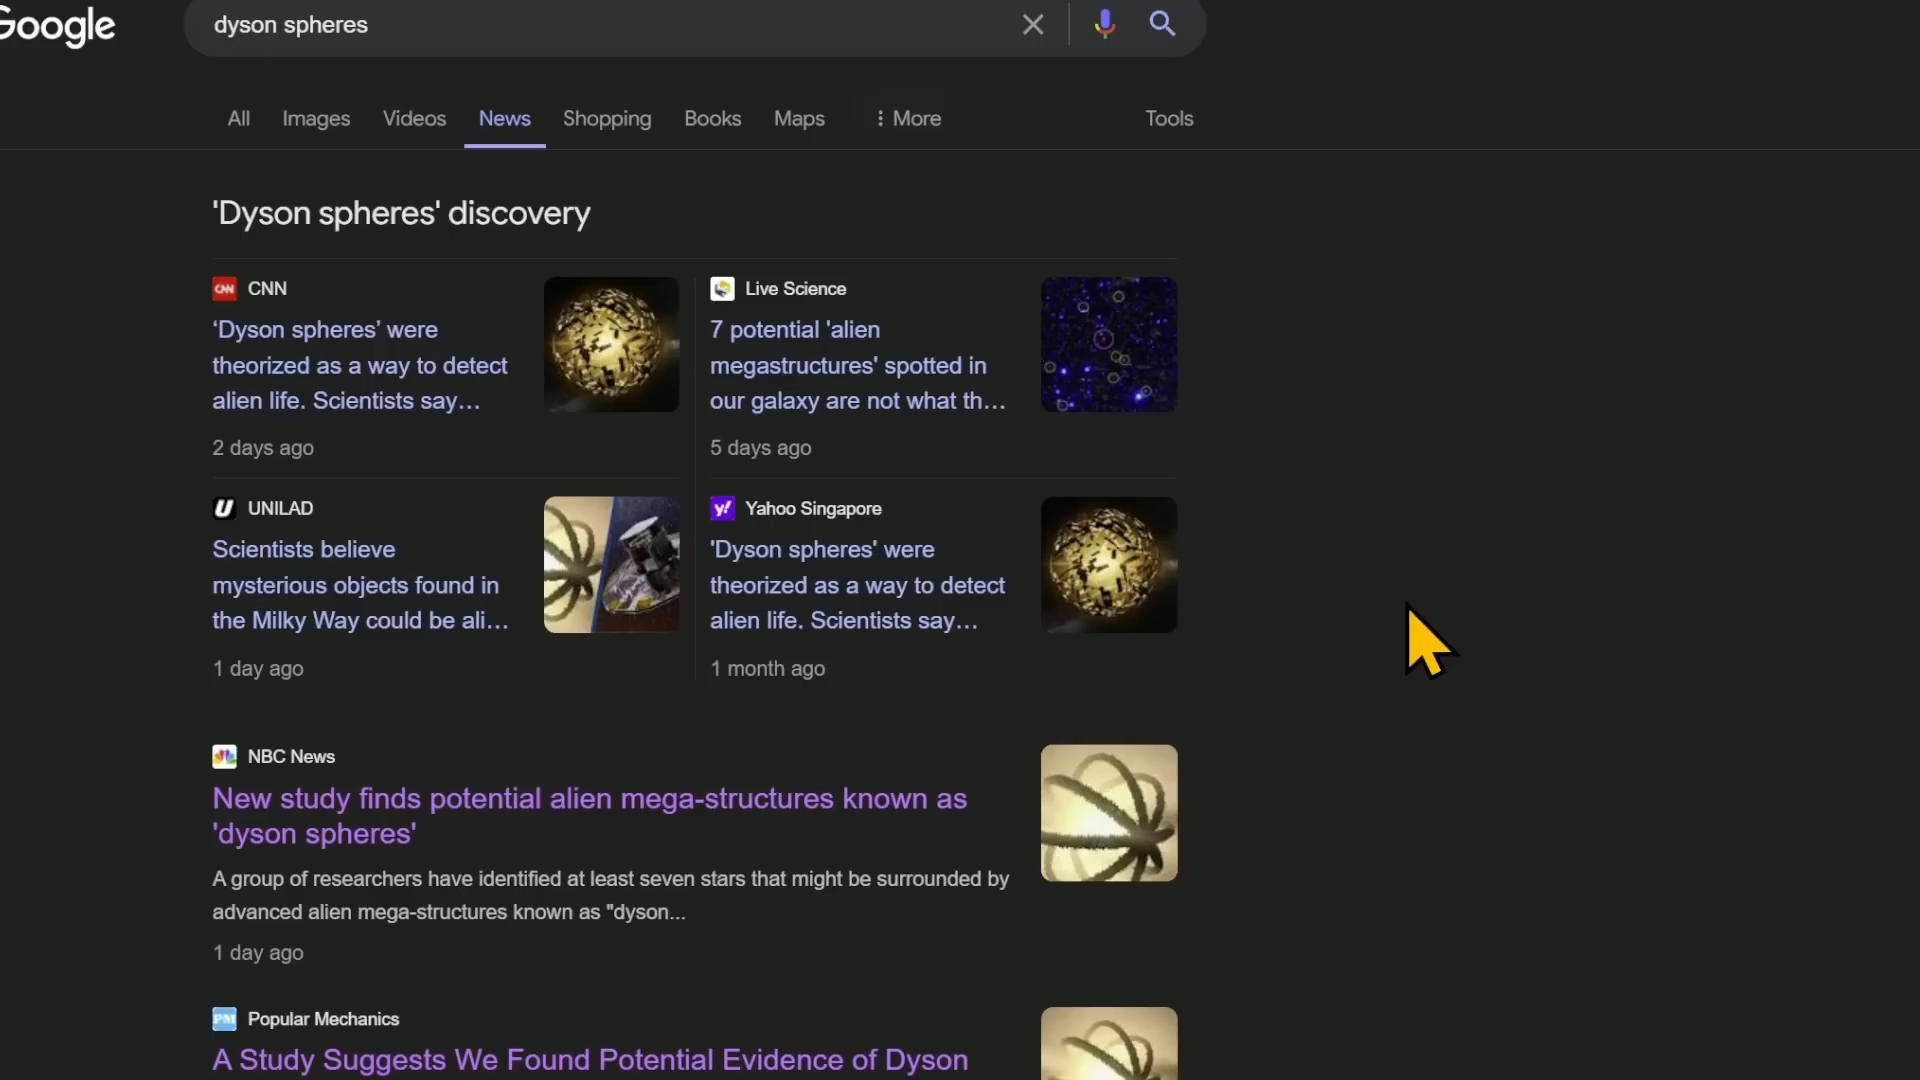 Google
dyson spheres
All Images Videos News Shopping Books Maps More Tools
'Dyson spheres' discovery
CNN
CNN
‘Dyson spheres’ were
theorized as a way to detect
alien life. Scientists say...
2 days ago
Live Science
7 potential 'alien
megastructures' spotted in
our galaxy are not what th...
5 days ago
U UNILAD
Scientists believe
mysterious objects found in
the Milky Way could be ali...
1 day ago
y! Yahoo Singapore
'Dyson spheres' were
theorized as a way to detect
alien life. Scientists say...
1 month ago
NBC News
New study finds potential alien mega-structures known as
'dyson spheres'
A group of researchers have identified at least seven stars that might be surrounded by
advanced alien mega-structures known as "dyson...
1 day ago
PM Popular Mechanics
A Study Suggests We Found Potential Evidence of Dyson